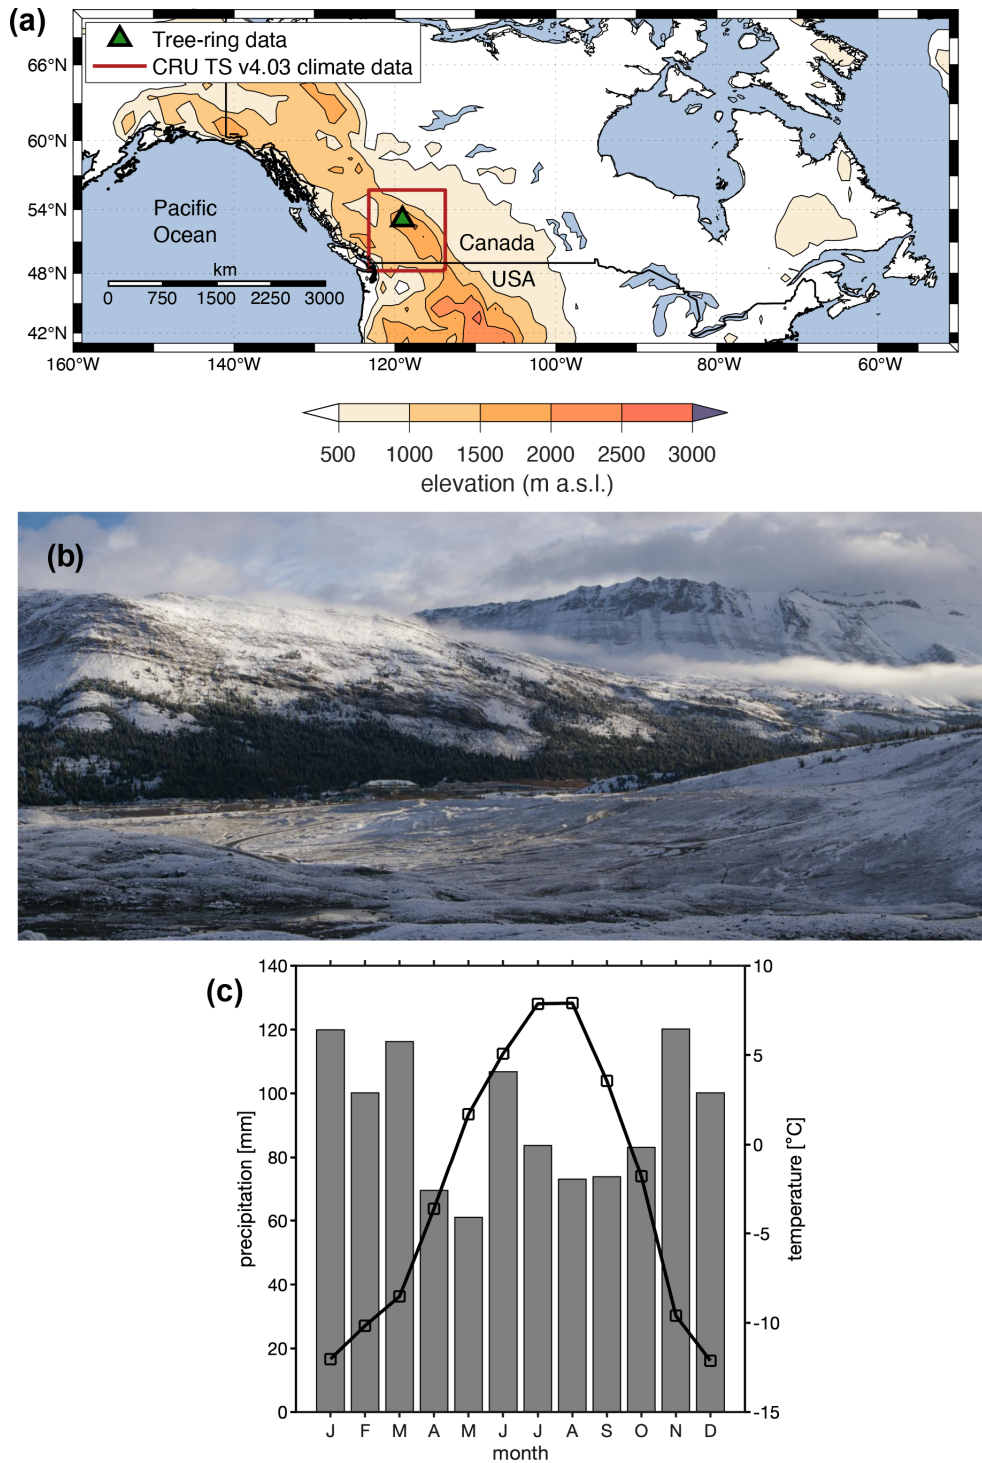 (a)
Tree-ring data
CRU TS v4.03 climate data
66°N
60°N
54°N
48°N
42°N
Pacific
Ocean
Canada
USA
km
0 750 1500 2250 3000
160°W 140°W 120°W 100°W 80°W 60°W
500 1000 1500 2000 2500 3000
elevation (m a.s.l.)
(b)
(c)
140
120
100
80
60
40
20
0
precipitation [mm]
10
5
0
-5
-10
-15
temperature [°C]
J F M A M J J A S O N D
month